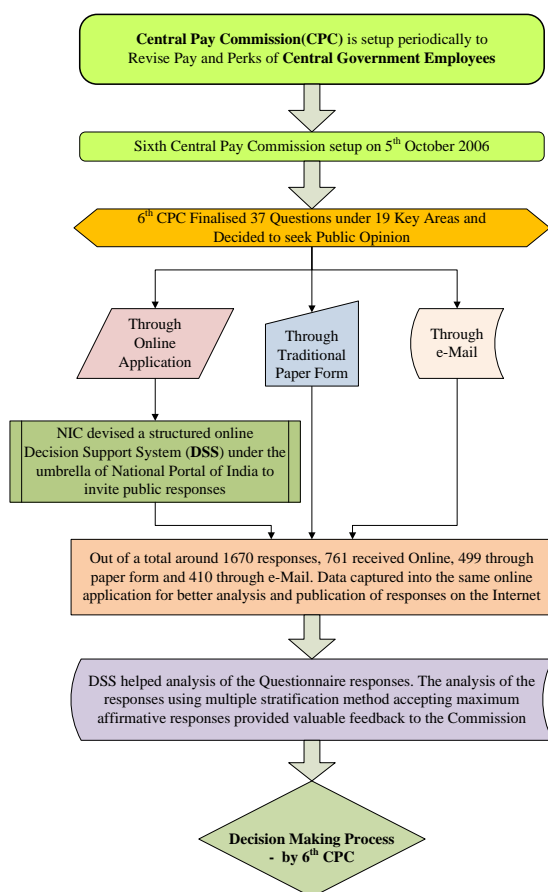 Central Pay Commission(CPC) is setup periodically to
Revise Pay and Perks of Central Government Employees
Sixth Central Pay Commission setup on 5th October 2006
6th CPC Finalised 37 Questions under 19 Key Areas and
Decided to seek Public Opinion
Through
Online
Application
Through
Traditional
Paper Form
Through
e-Mail
NIC devised a structured online
Decision Support System (DSS) under the
umbrella of National Portal of India to
invite public responses
Out of a total around 1670 responses, 761 received Online, 499 through
paper form and 410 through e-Mail. Data captured into the same online
application for better analysis and publication of responses on the Internet
DSS helped analysis of the Questionnaire responses. The analysis of the
responses using multiple stratification method accepting maximum
affirmative responses provided valuable feedback to the Commission
Decision Making Process
- by 6th CPC